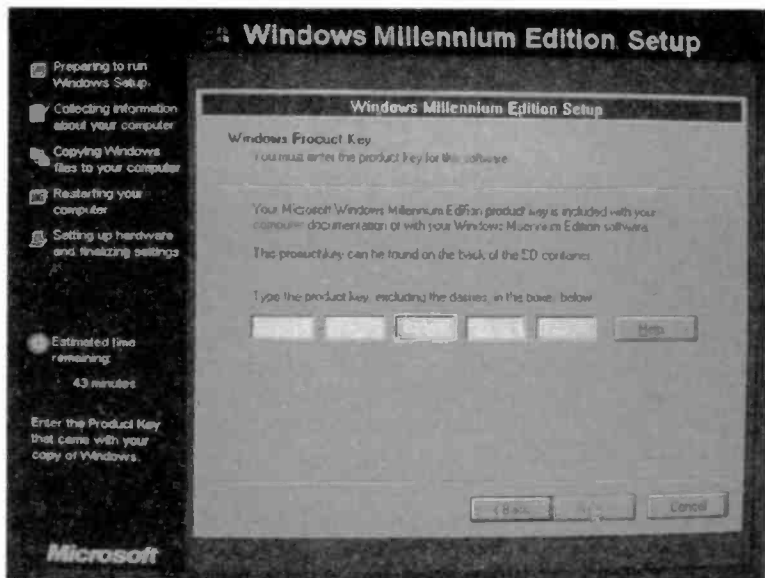 Windows Millennium Edition Setup
Preparing to run
Windows Setup.
Collecting information
about your computer
Copying Windows
files to your computer
Restarting your
computer
Setting up hardware
and finalizing settings
Estimated time
remaining:
43 minutes
Enter the Product Key
that came with your
copy of Windows.
Microsoft
Windows Millennium Edition Setup
Windows Product Key
You must enter the product key for this software
Your Microsoft Windows Millennium Edition product key is included with your
computer documentation or with your Windows Millennium Edition software.
This product key can be found on the back of the CD container.
Type the product key, excluding the dashes, in the boxes below
Help
< Back
Cancel